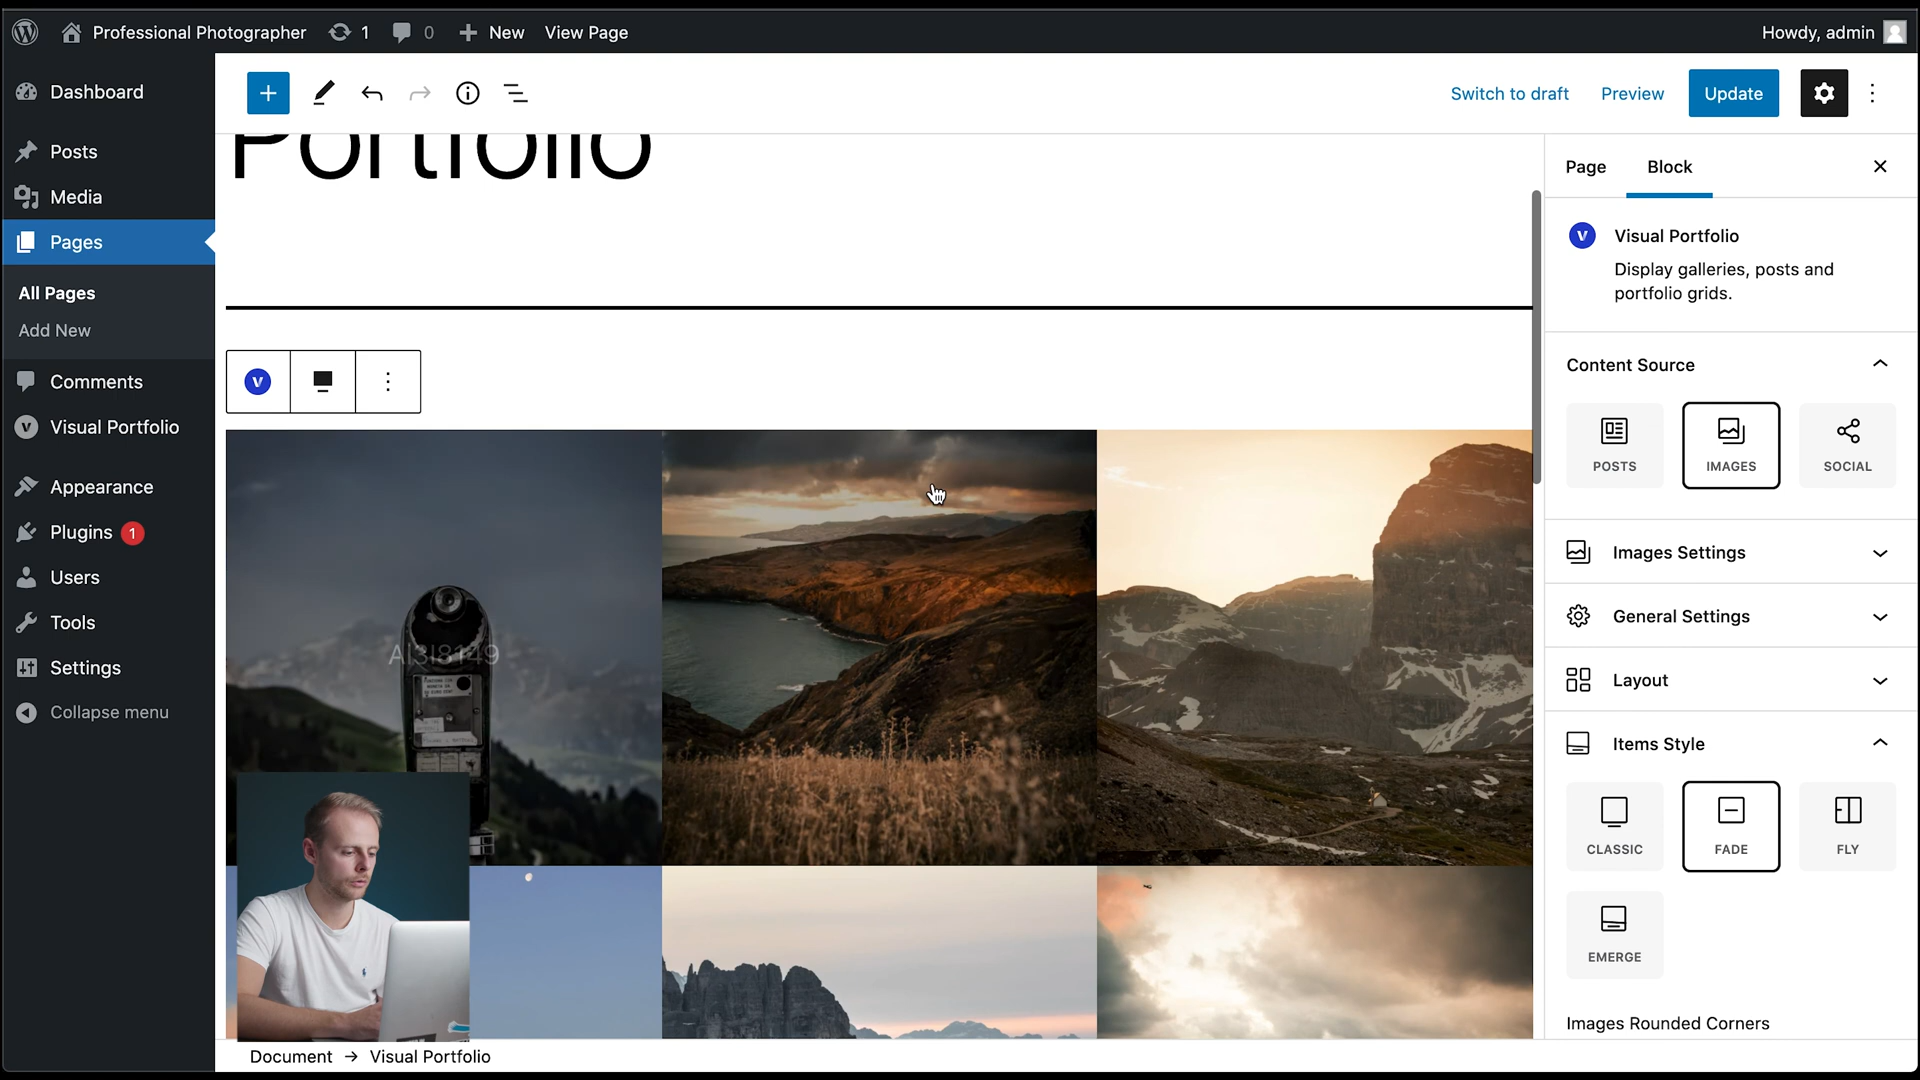 Professional Photographer
1
0
New
View Page
Howdy, admin
Dashboard
Posts
Media
Pages
All Pages
Add New
Comments
Visual Portfolio
Appearance
Plugins 1
Users
Tools
Settings
Collapse menu
Switch to draft
Preview
Update
Portfolio
AI3I8149
Page
Block
Visual Portfolio
Display galleries, posts and
portfolio grids.
Content Source
POSTS
IMAGES
SOCIAL
Images Settings
General Settings
Layout
Items Style
CLASSIC
FADE
FLY
EMERGE
Images Rounded Corners
Document → Visual Portfolio